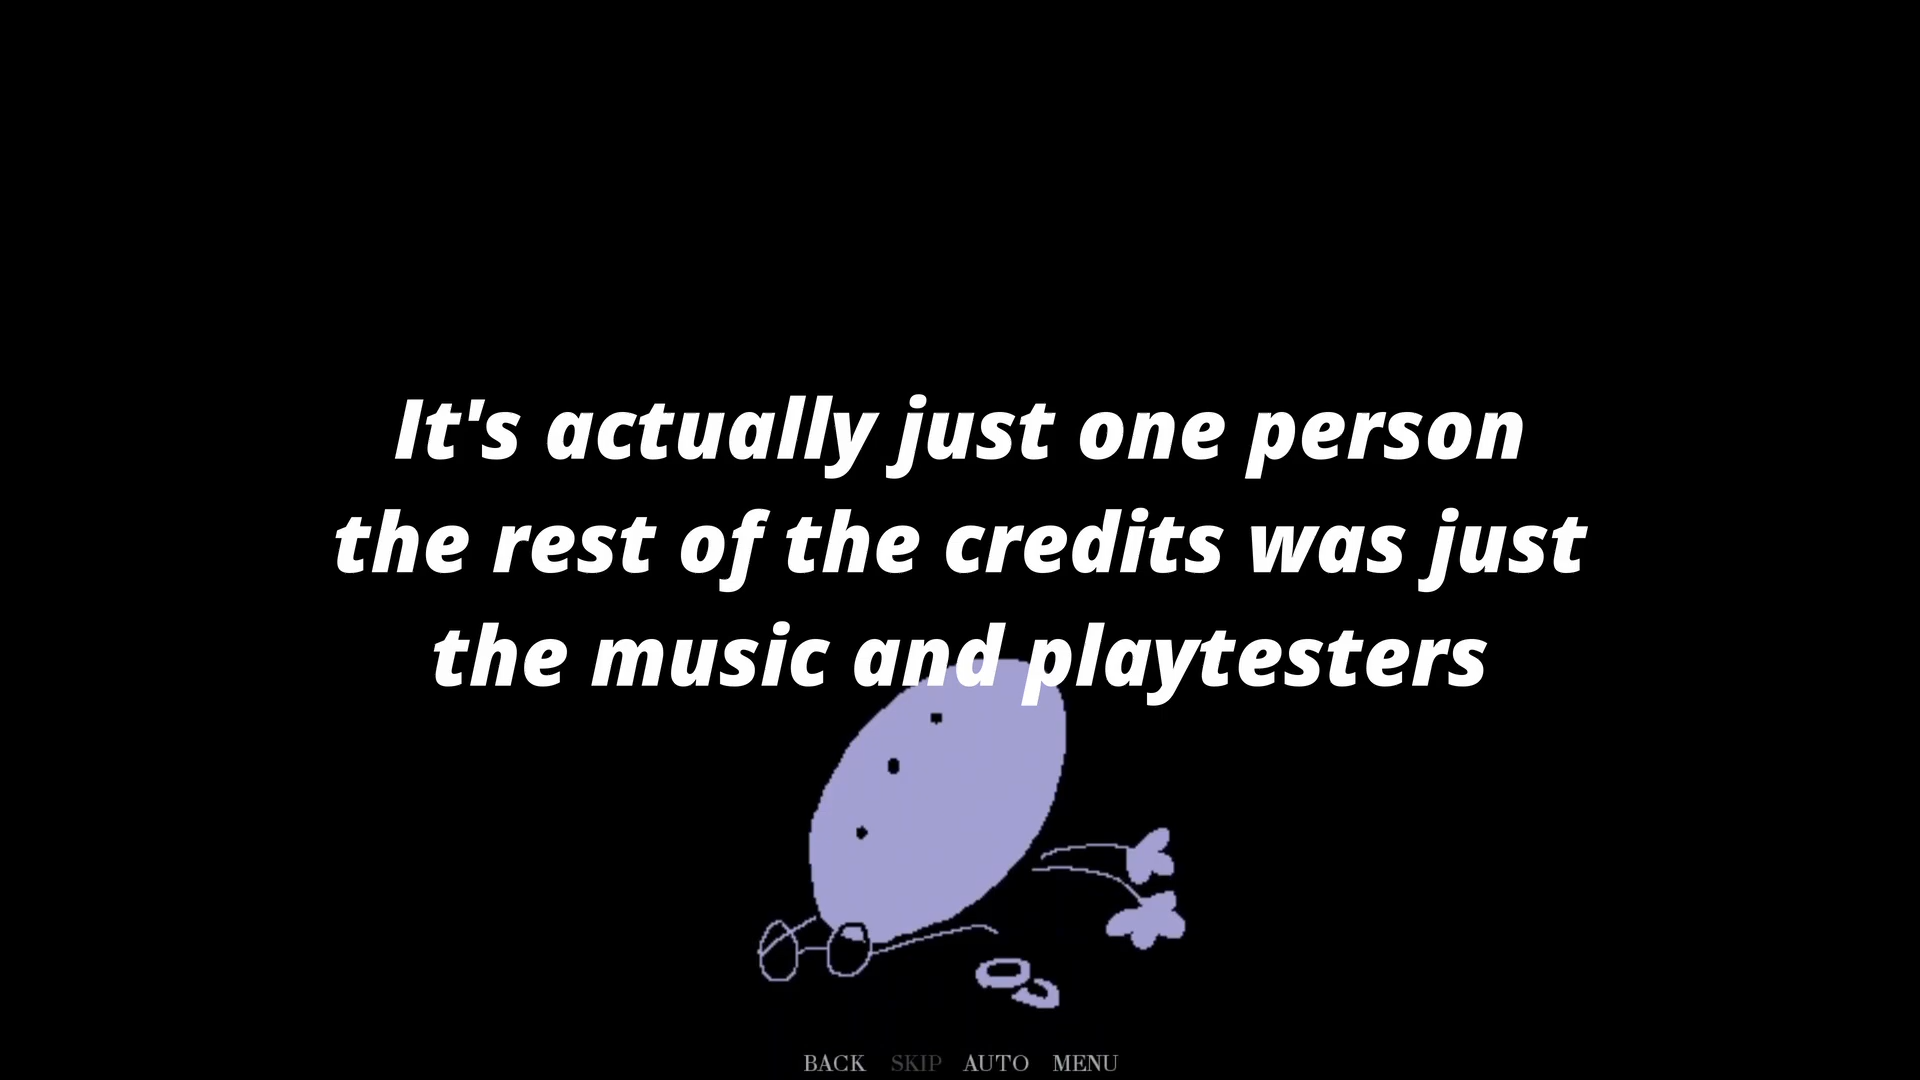 It's actually just one person
the rest of the credits was just
the music and playtesters
BACK SKIP AUTO MENU